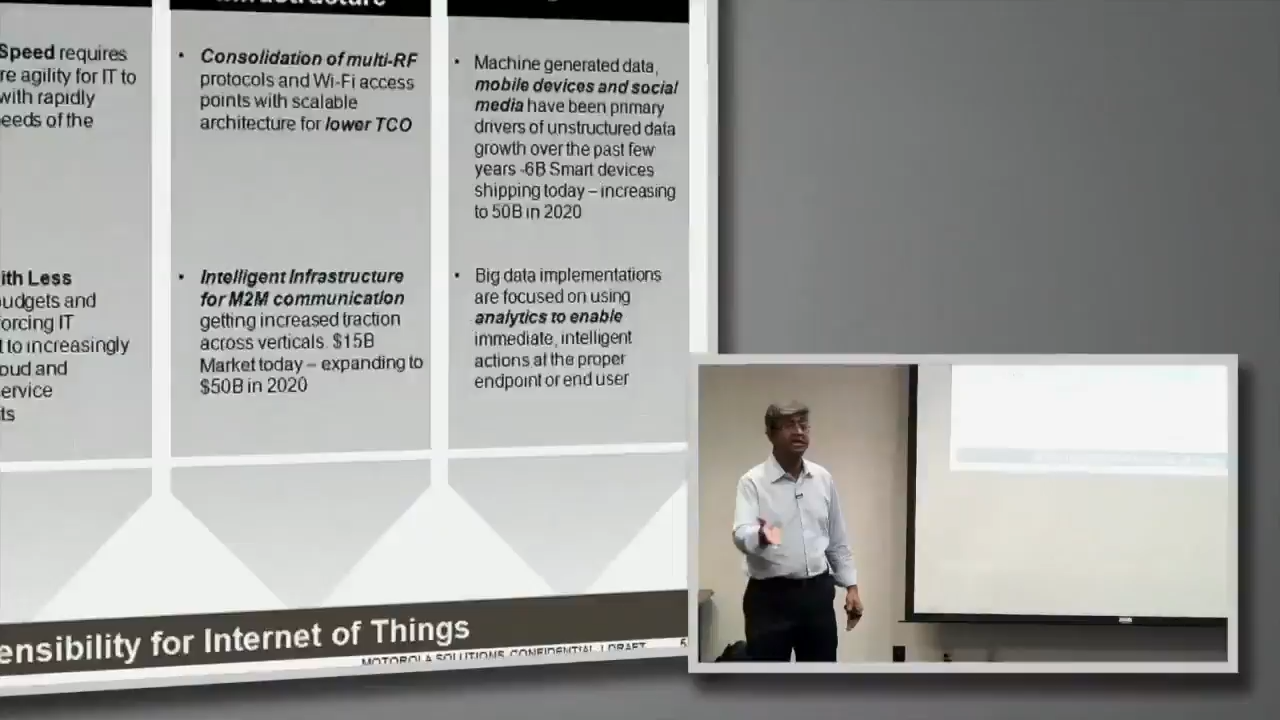 Speed requires
re agility for IT to
with rapidly
eeds of the
ith Less
budgets and
forcing IT
t to increasingly
oud and
ervice
ts
Infrastructure
• Consolidation of multi-RF
protocols and Wi-Fi access
points with scalable
architecture for lower TCO
• Intelligent Infrastructure
for M2M communication
getting increased traction
across verticals. $15B
Market today – expanding to
$50B in 2020
• Machine generated data,
mobile devices and social
media have been primary
drivers of unstructured data
growth over the past few
years -6B Smart devices
shipping today – increasing
to 50B in 2020
• Big data implementations
are focused on using
analytics to enable
immediate, intelligent
actions at the proper
endpoint or end user
ensibility for Internet of Things
MOTOROLA SOLUTIONS CONFIDENTIAL | DRAFT 5